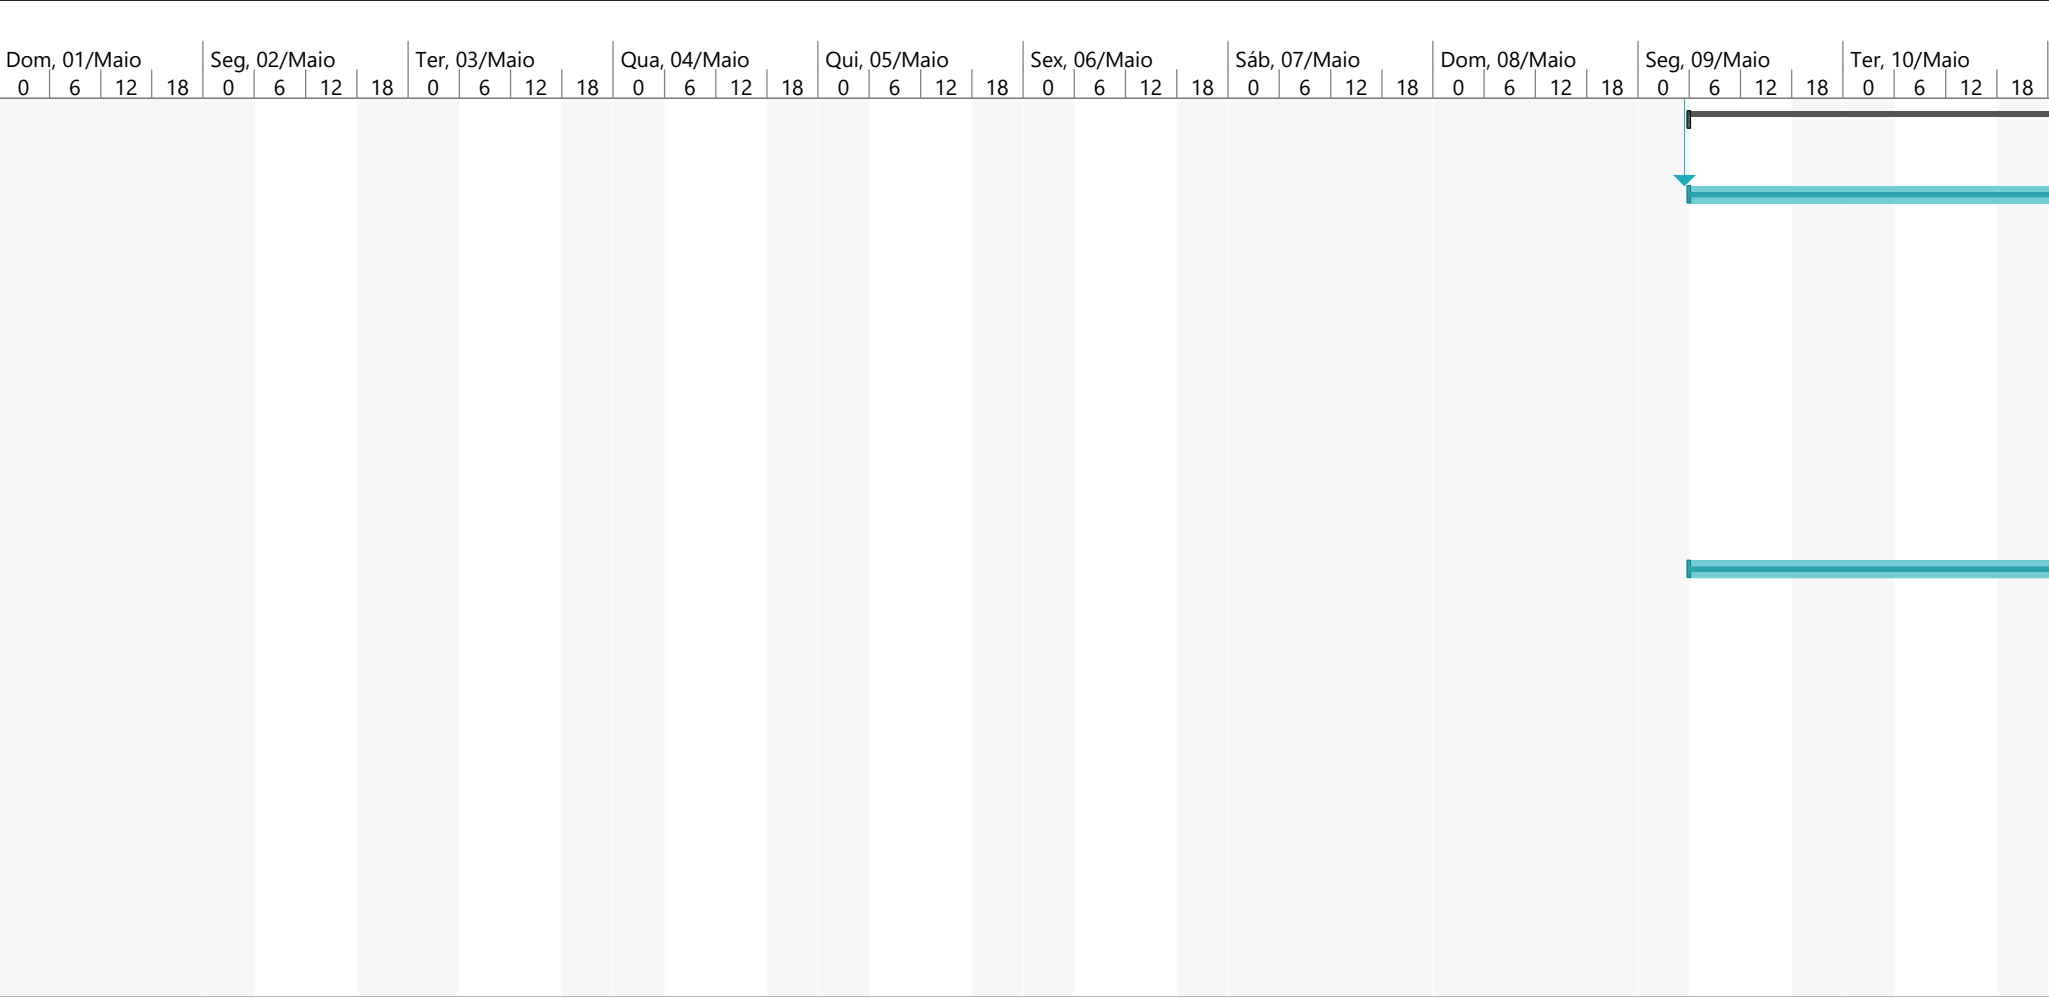 Dom, 01/Maio Seg, 02/Maio Ter, 03/Maio Qua, 04/Maio Qui, 05/Maio Sex, 06/Maio Sáb, 07/Maio Dom, 08/Maio Seg, 09/Maio Ter, 10/Maio
0 6 12 18 0 6 12 18 0 6 12 18 0 6 12 18 0 6 12 18 0 6 12 18 0 6 12 18 0 6 12 18 0 6 12 18 0 6 12 18